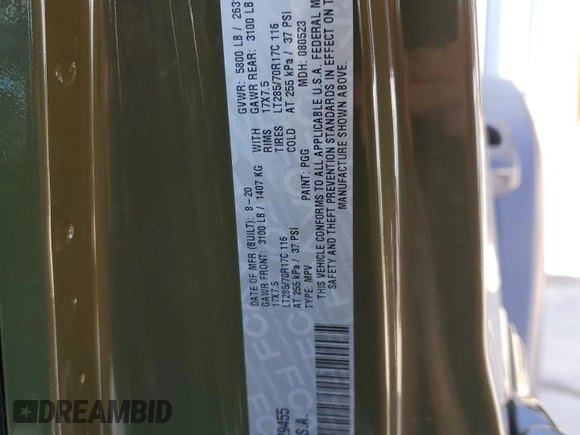 DATE OF MFR (BUILT): 8-20
GVWR: 5800 LB /
GAWR FRONT: 3100 LB / 1407 KG WITH
GAWR REAR: 3100 LB
17X7.5 RIMS 17X7.5
LT285/70R17C 116 TIRES LT285/70R17C 116
AT 255 kPa / 37 PSI COLD AT 255 kPa / 37 PSI
MDH: 080523
TYPE: MPV PAINT: PGG
THIS VEHICLE CONFORMS TO ALL APPLICABLE U.S.A. FEDERAL
SAFETY AND THEFT PREVENTION STANDARDS IN EFFECT ON
MANUFACTURE SHOWN ABOVE.
29455
S.A.
DREAMBID